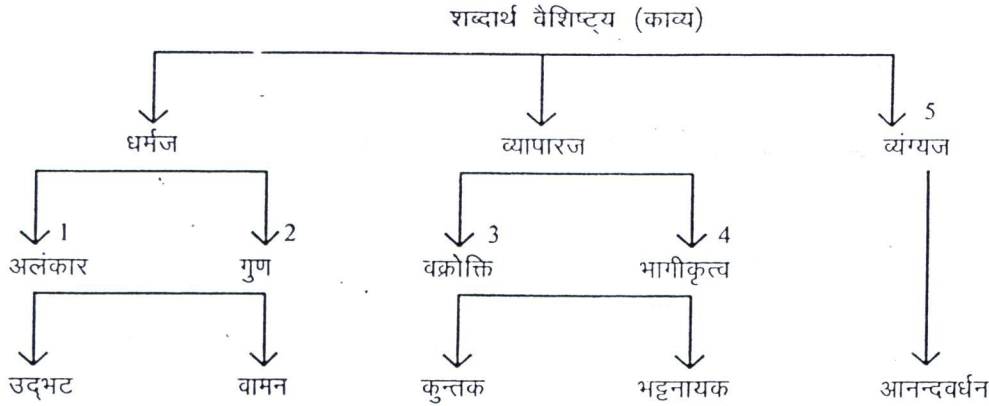 शब्दार्थ वैशिष्ट्य (काव्य)
5
धर्मज व्यापारज व्यंग्यज
1 2 3 4
अलंकार गुण वक्रोक्ति भागीकृत्व
उद्भट वामन कुन्तक भट्टनायक आनन्दवर्धन